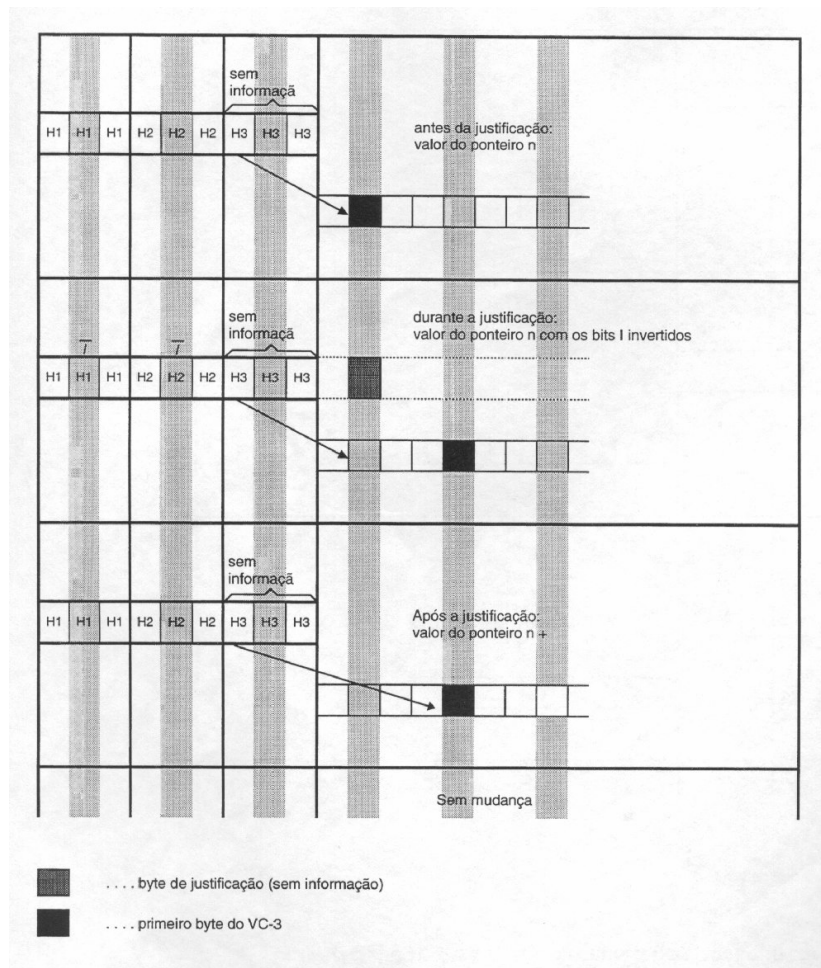 sem
informaçã
H1 H1 H1 H2 H2 H2 H3 H3 H3
antes da justificação:
valor do ponteiro n
sem
informaçã
durante a justificação:
valor do ponteiro n com os bits I invertidos
I I
H1 H1 H1 H2 H2 H2 H3 H3 H3
sem
informaçã
H1 H1 H1 H2 H2 H2 H3 H3 H3
Após a justificação:
valor do ponteiro n +
Sem mudança
. . . . byte de justificação (sem informação)
. . . . primeiro byte do VC-3